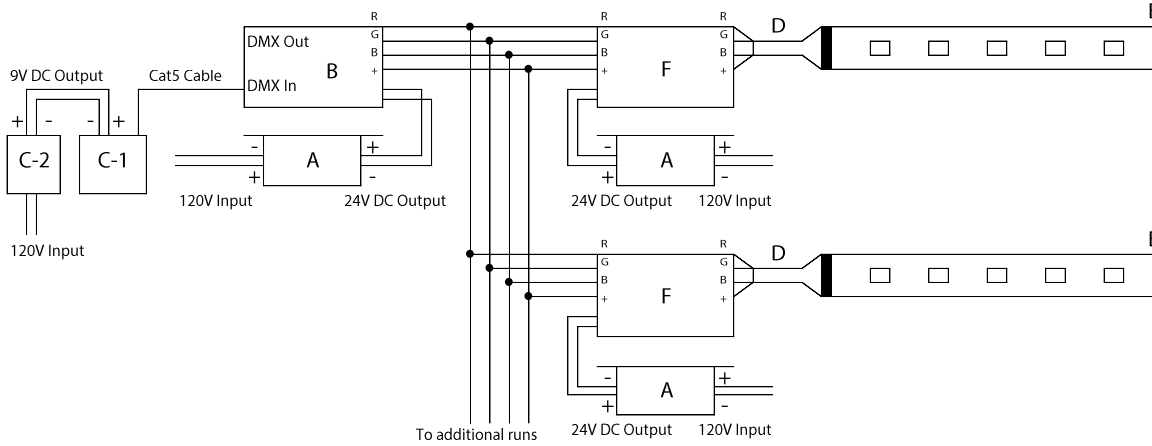 R
G
B
+
DMX Out
DMX In
B
9V DC Output
Cat5 Cable
+ - - +
C-2
C-1
120V Input
- +
A
+ -
120V Input
24V DC Output
R R
G G
B B
+ +
F
D
- +
A
+ -
24V DC Output
120V Input
R R
G G
B B
+ +
F
D
- +
A
+ -
24V DC Output
120V Input
To additional runs